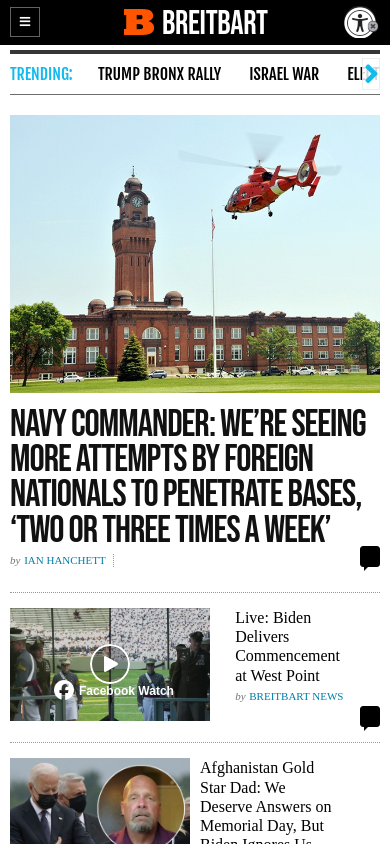 BREITBART
TRENDING:
TRUMP BRONX RALLY
ISRAEL WAR
NAVY COMMANDER: WE’RE SEEING
MORE ATTEMPTS BY FOREIGN
NATIONALS TO PENETRATE BASES,
‘TWO OR THREE TIMES A WEEK’
by IAN HANCHETT
Facebook Watch
Live: Biden
Delivers
Commencement
at West Point
by BREITBART NEWS
Afghanistan Gold
Star Dad: We
Deserve Answers on
Memorial Day, But
Biden Ignores Us